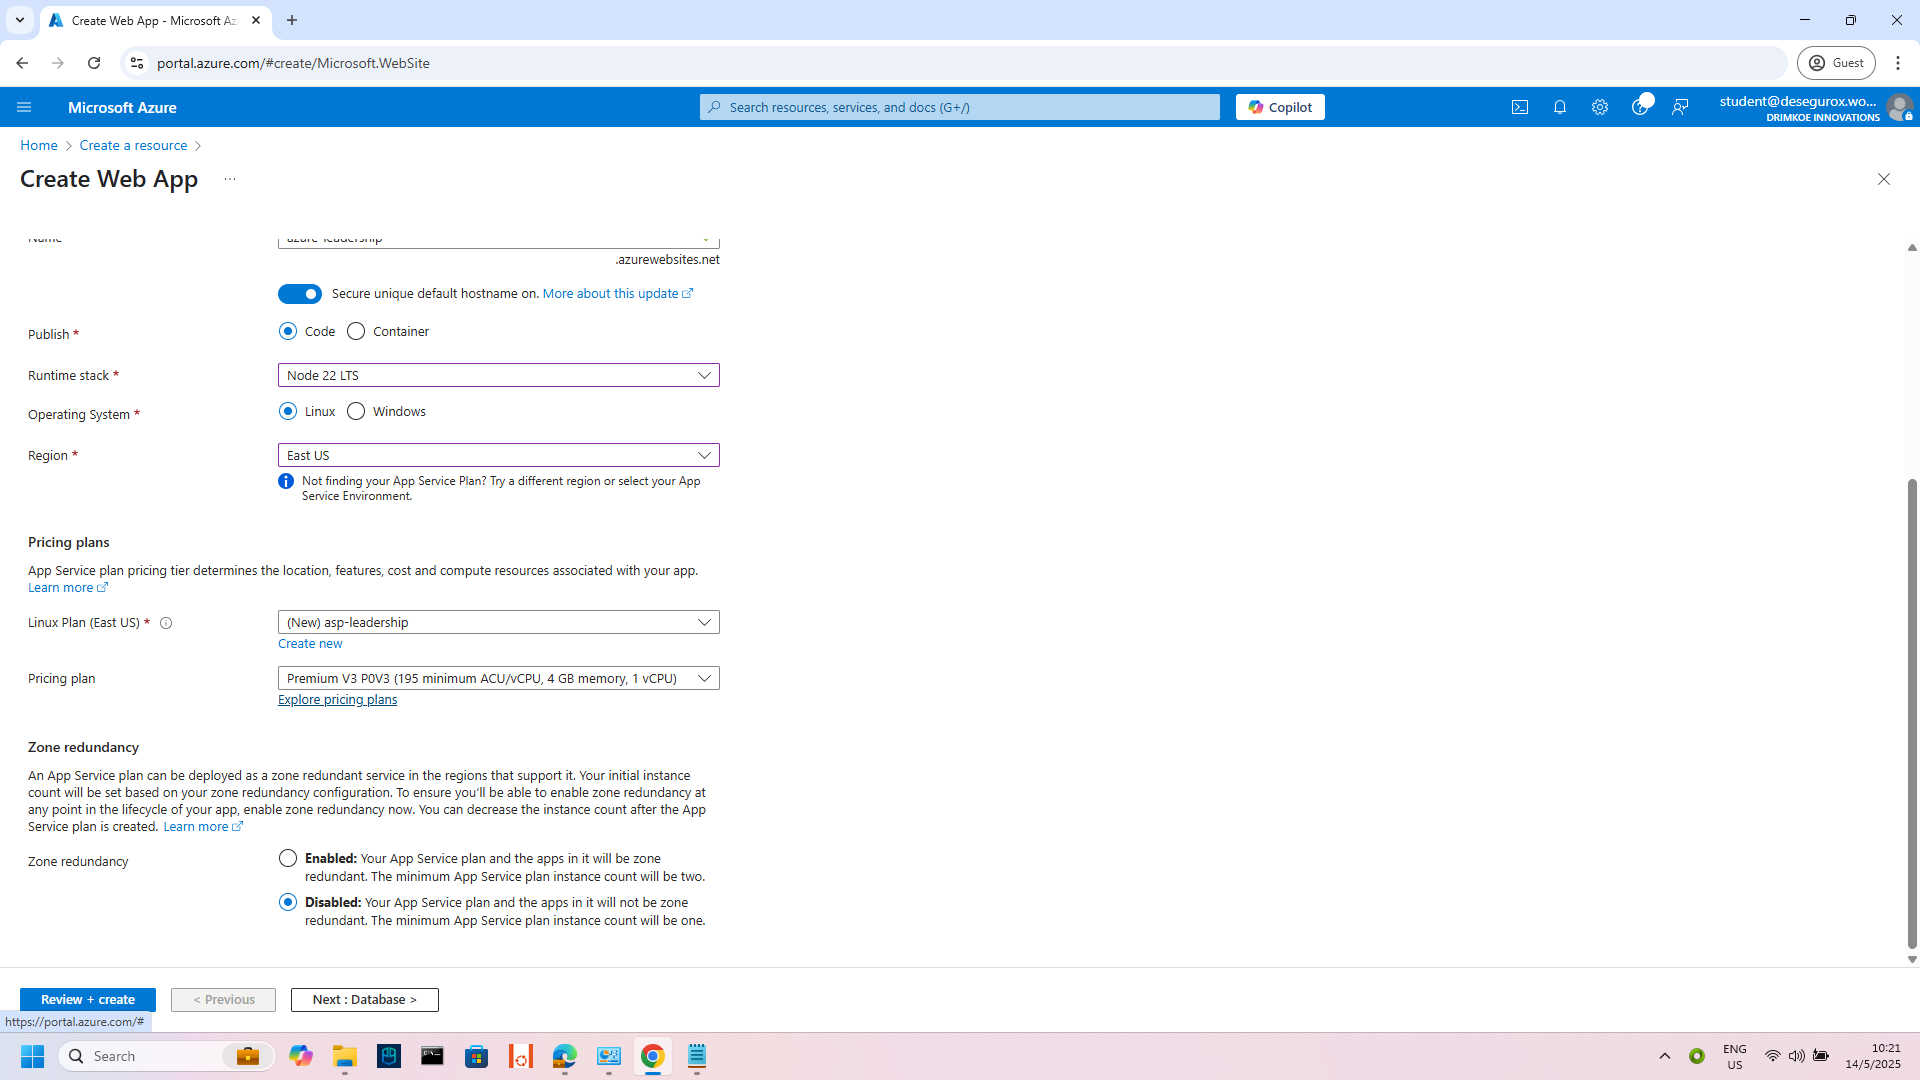 Create Web App - Microsoft Az
portal.azure.com/#create/Microsoft.WebSite
Guest
Microsoft Azure
Search resources, services, and docs (G+/)
Copilot
student@desegurox.wo...
DRIMKOE INNOVATIONS
Home
Create a resource
Create Web App
...
Name
azure-leadership
.azurewebsites.net
Secure unique default hostname on. More about this update
Publish *
Code
Container
Runtime stack *
Node 22 LTS
Operating System *
Linux
Windows
Region *
East US
Not finding your App Service Plan? Try a different region or select your App
Service Environment.
Pricing plans
App Service plan pricing tier determines the location, features, cost and compute resources associated with your app.
Learn more
Linux Plan (East US) *
(New) asp-leadership
Create new
Pricing plan
Premium V3 P0V3 (195 minimum ACU/vCPU, 4 GB memory, 1 vCPU)
Explore pricing plans
Zone redundancy
An App Service plan can be deployed as a zone redundant service in the regions that support it. Your initial instance
count will be set based on your zone redundancy configuration. To ensure you'll be able to enable zone redundancy at
any point in the lifecycle of your app, enable zone redundancy now. You can decrease the instance count after the App
Service plan is created. Learn more
Zone redundancy
Enabled: Your App Service plan and the apps in it will be zone
redundant. The minimum App Service plan instance count will be two.
Disabled: Your App Service plan and the apps in it will not be zone
redundant. The minimum App Service plan instance count will be one.
Review + create
< Previous
Next : Database >
https://portal.azure.com/#
Search
ENG
US
10:21
14/5/2025